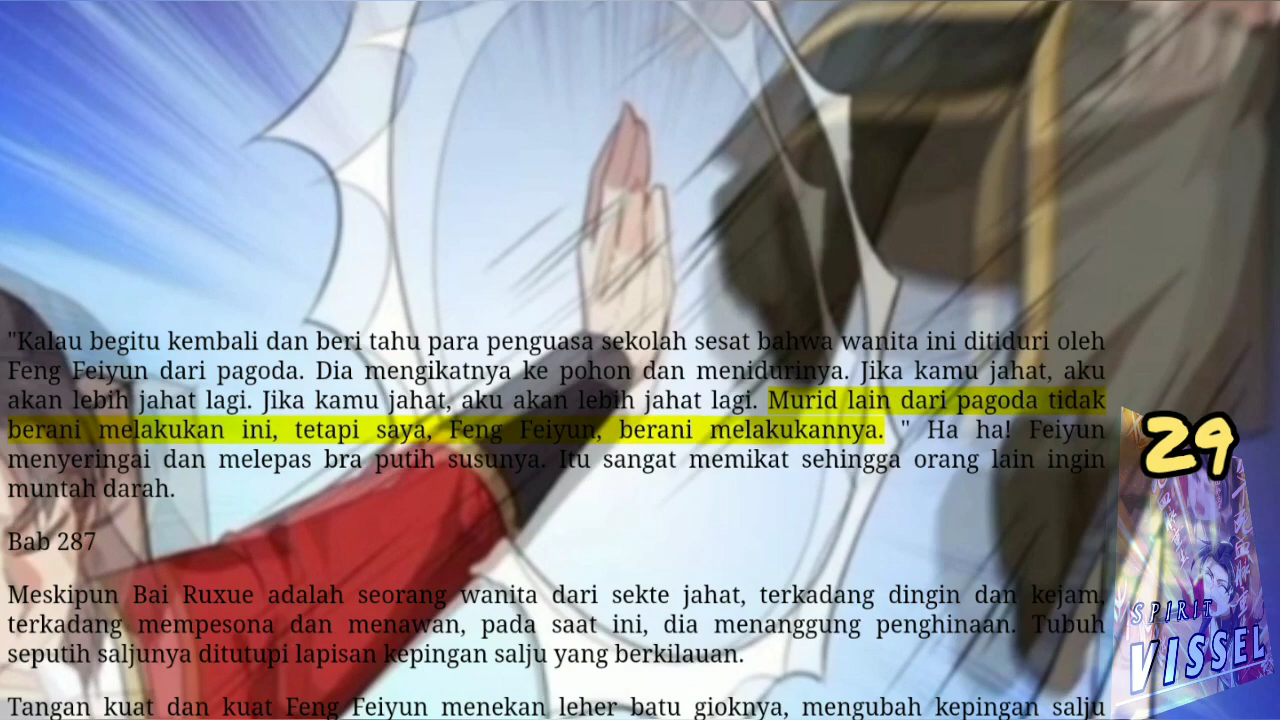 "Kalau begitu kembali dan beri tahu para penguasa sekolah sesat bahwa wanita ini ditiduri oleh
Feng Feiyun dari pagoda. Dia mengikatnya ke pohon dan menidurinya. Jika kamu jahat, aku
akan lebih jahat lagi. Jika kamu jahat, aku akan lebih jahat lagi. Murid lain dari pagoda tidak
berani melakukan ini, tetapi saya, Feng Feiyun, berani melakukannya. " Ha ha! Feiyun
menyeringai dan melepas bra putih susunya. Itu sangat memikat sehingga orang lain ingin
muntah darah.
Bab 287
Meskipun Bai Ruxue adalah seorang wanita dari sekte jahat, terkadang dingin dan kejam,
terkadang mempesona dan menawan, pada saat ini, dia menanggung penghinaan. Tubuh
seputih saljunya ditutupi lapisan kepingan salju yang berkilauan.
Tangan kuat dan kuat Feng Feiyun menekan leher batu gioknya, mengubah kepingan salju
29
SPIRIT
VISSEL